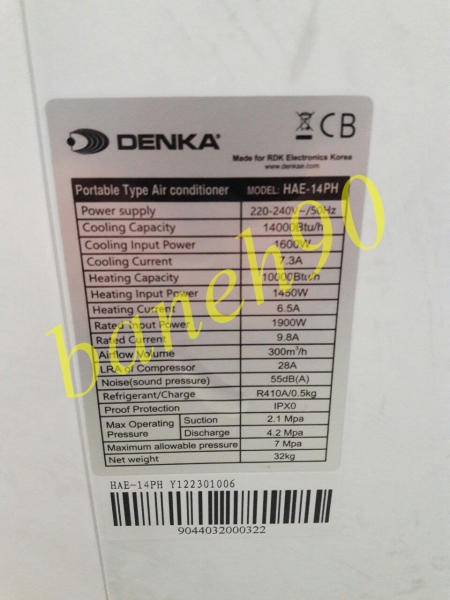 DENKA
CB
Made for RDK Electronics Korea
www.denkae.com
Portable Type Air conditioner MODEL: HAE-14PH
Power supply 220-240V~/50Hz
Cooling Capacity 14000Btu/h
Cooling Input Power 1600W
Cooling Current 7.3A
Heating Capacity 10000Btu/h
Heating Input Power 1450W
Heating Current 6.5A
Rated Input Power 1900W
Rated Current 9.8A
Airflow Volume 300m³/h
LRA of Compressor 28A
Noise(sound pressure) 55dB(A)
Refrigerant/Charge R410A/0.5kg
Proof Protection IPX0
Max Operating Pressure Suction 2.1 Mpa
Discharge 4.2 Mpa
Maximum allowable pressure 7 Mpa
Net weight 32kg
HAE-14PH Y122301006
9044032000322
baneh90